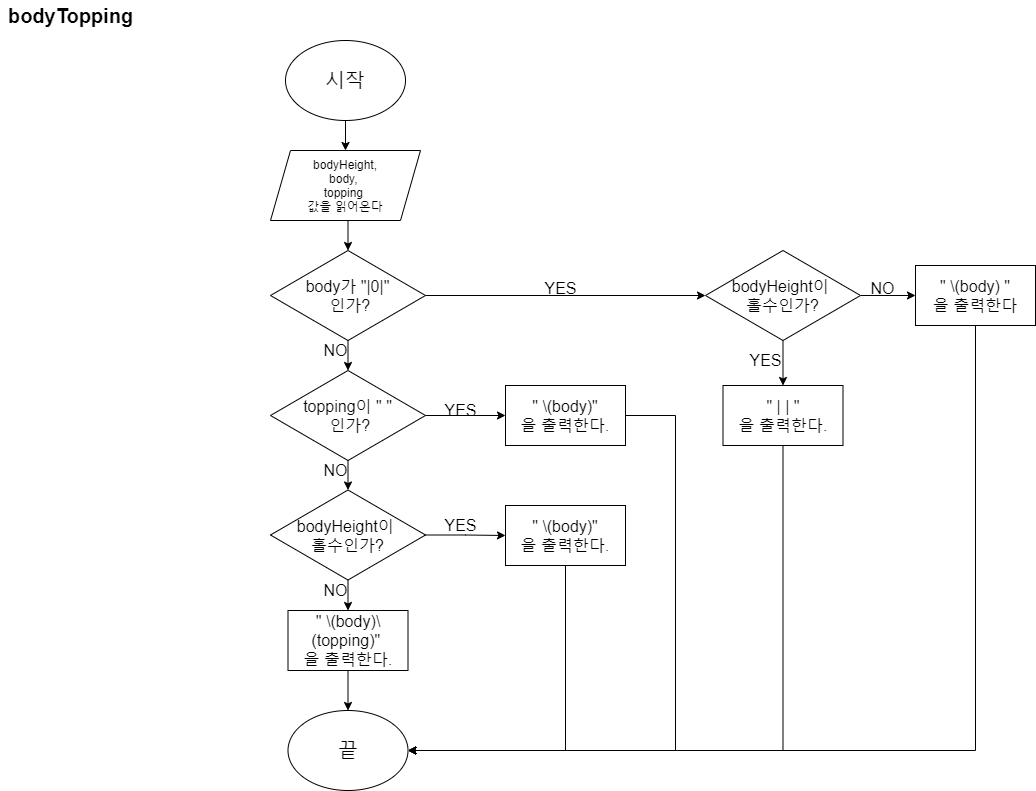 bodyTopping
시작
bodyHeight,
body,
topping
값을 읽어온다
body가 "|0|"
인가?
YES
bodyHeight이
홀수인가?
NO
" \(body) "
을 출력한다
NO
YES
topping이 " "
인가?
YES
" \(body)"
을 출력한다.
" | | "
을 출력한다.
NO
bodyHeight이
홀수인가?
YES
" \(body)"
을 출력한다.
NO
" \(body)\
(topping)"
을 출력한다.
끝